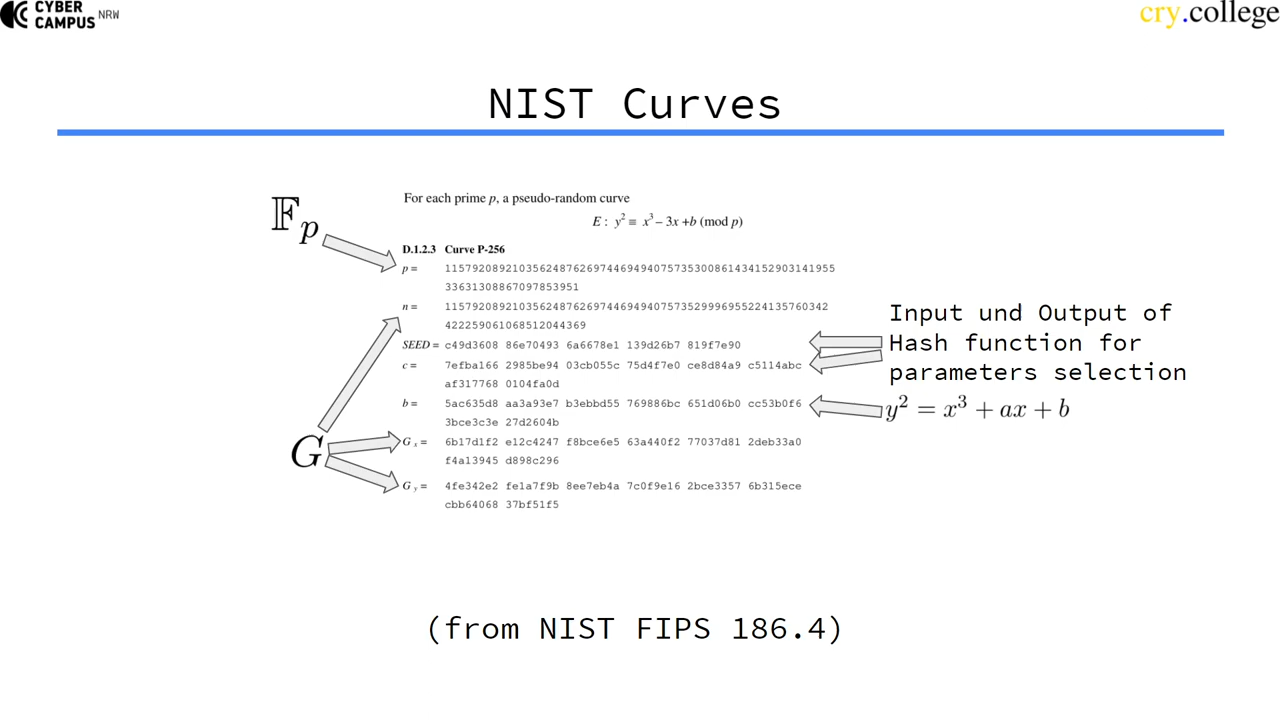 CYBER
CAMPUS NRW
cry.college
NIST Curves
For each prime p, a pseudo-random curve
E : y² ≡ x³ – 3x +b (mod p)
D.1.2.3 Curve P-256
p = 1157920892103562487626974469494075735300861434152903141955
33631308867097853951
n = 115792089210356248762697446949407573529996955224135760342
422259061068512044369
SEED = c49d3608 86e70493 6a6678e1 139d26b7 819f7e90
c = 7efba166 2985be94 03cb055c 75d4f7e0 ce8d84a9 c5114abc
af317768 0104fa0d
b = 5ac635d8 aa3a93e7 b3ebbd55 769886bc 651d06b0 cc53b0f6
3bce3c3e 27d2604b
G x = 6b17d1f2 e12c4247 f8bce6e5 63a440f2 77037d81 2deb33a0
f4a13945 d898c296
G y = 4fe342e2 fe1a7f9b 8ee7eb4a 7c0f9e16 2bce3357 6b315ece
cbb64068 37bf51f5
𝔽p
G
Input und Output of
Hash function for
parameters selection
y² = x³ + ax + b
(from NIST FIPS 186.4)